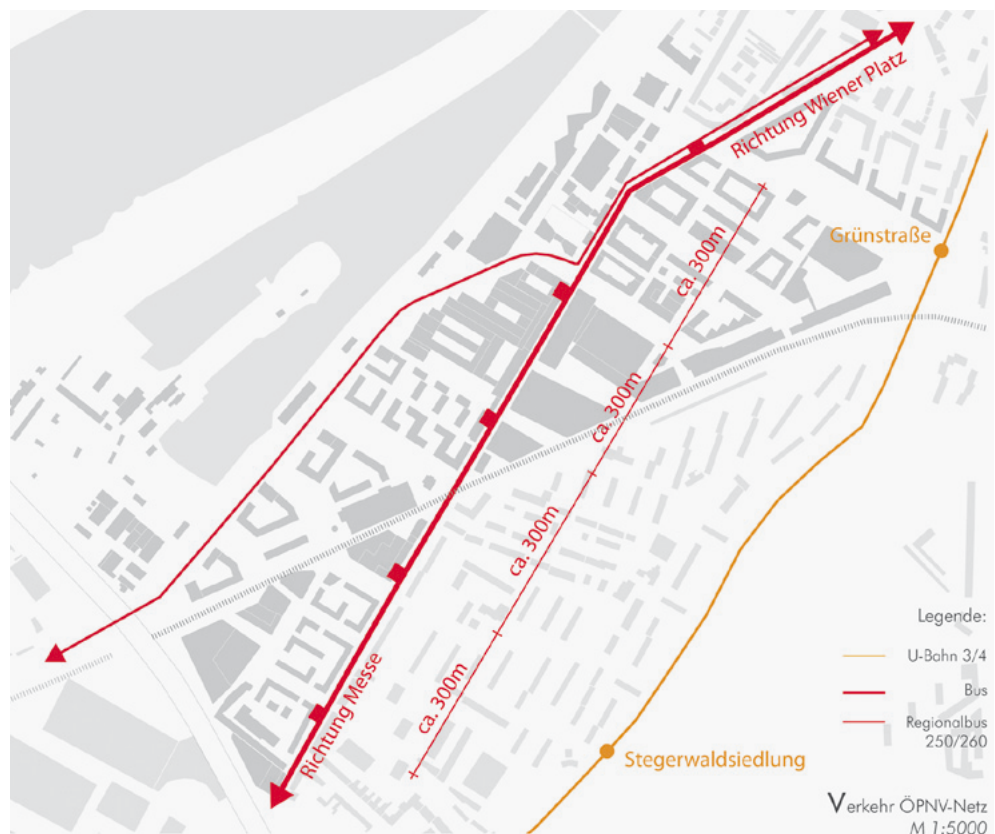 Richtung Wiener Platz
Grünstraße
ca. 300m
ca. 300m
ca. 300m
ca. 300m
Richtung Messe
Stegerwaldsiedlung
Legende:
U-Bahn 3/4
Bus
Regionalbus
250/260
Verkehr ÖPNV-Netz
M 1:5000